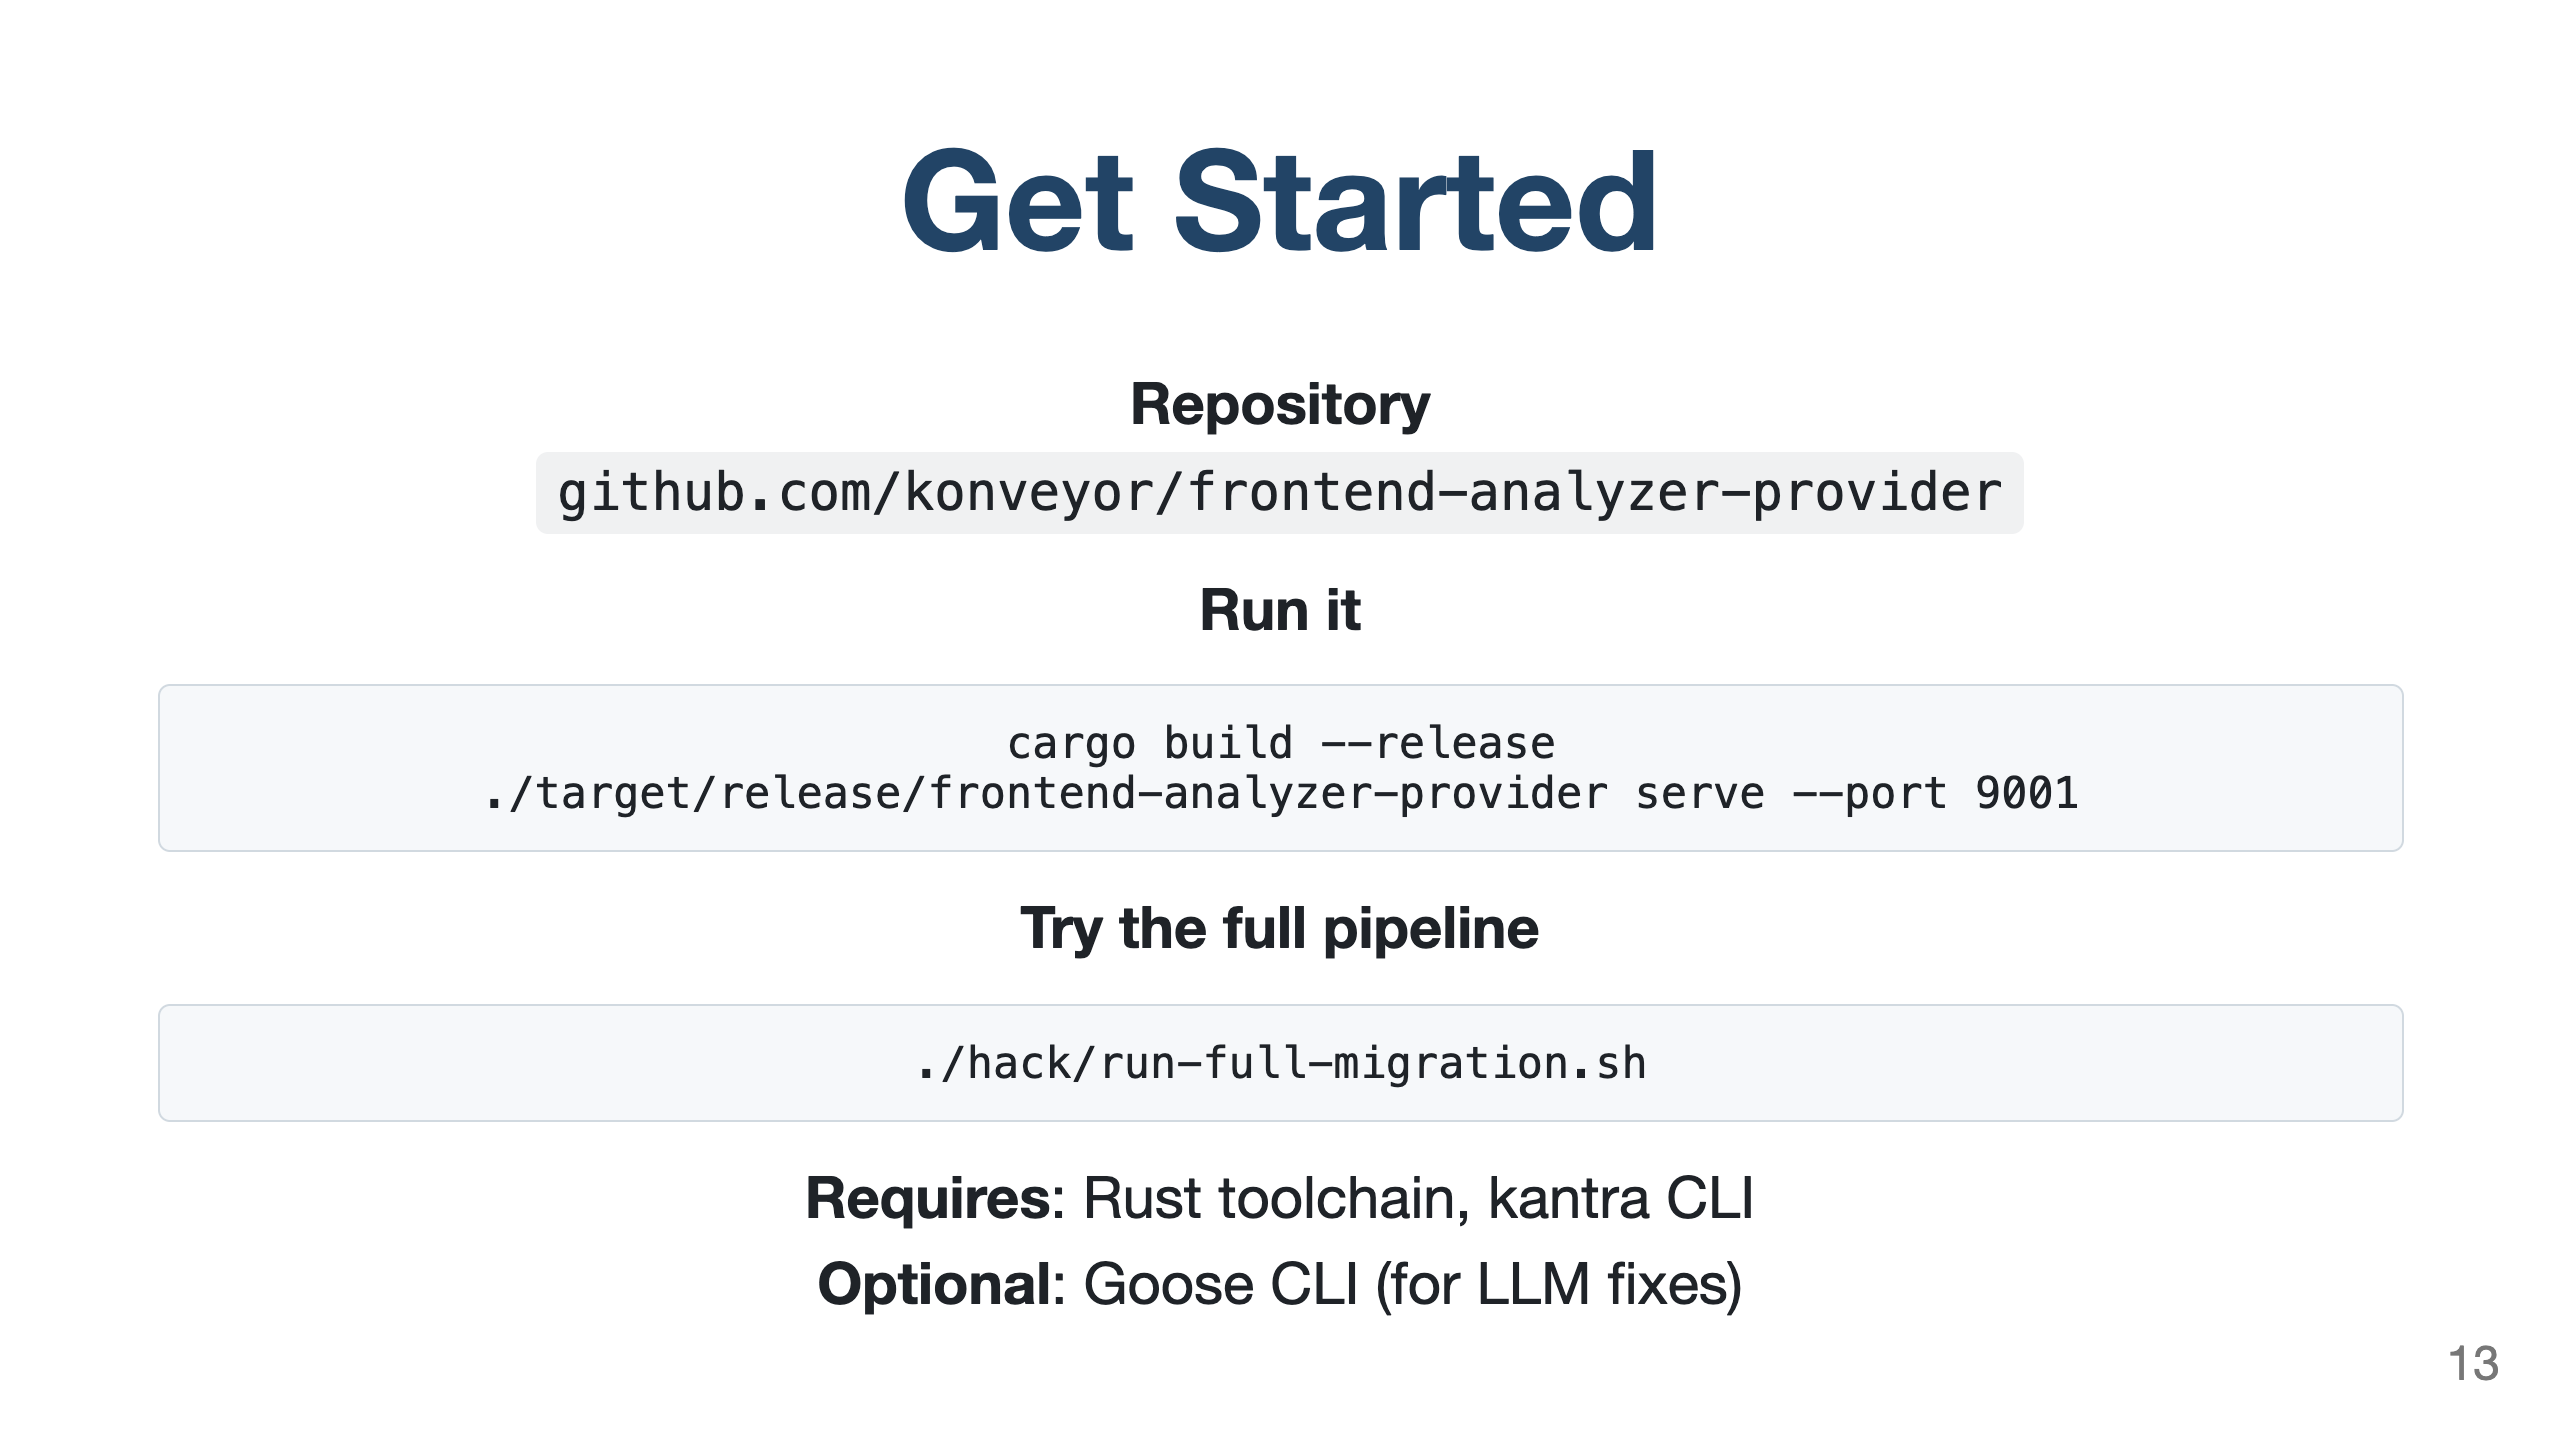 Get Started
Repository
github.com/konveyor/frontend-analyzer-provider
Run it
cargo build --release
./target/release/frontend-analyzer-provider serve --port 9001
Try the full pipeline
./hack/run-full-migration.sh
Requires: Rust toolchain, kantra CLI
Optional: Goose CLI (for LLM fixes)
13